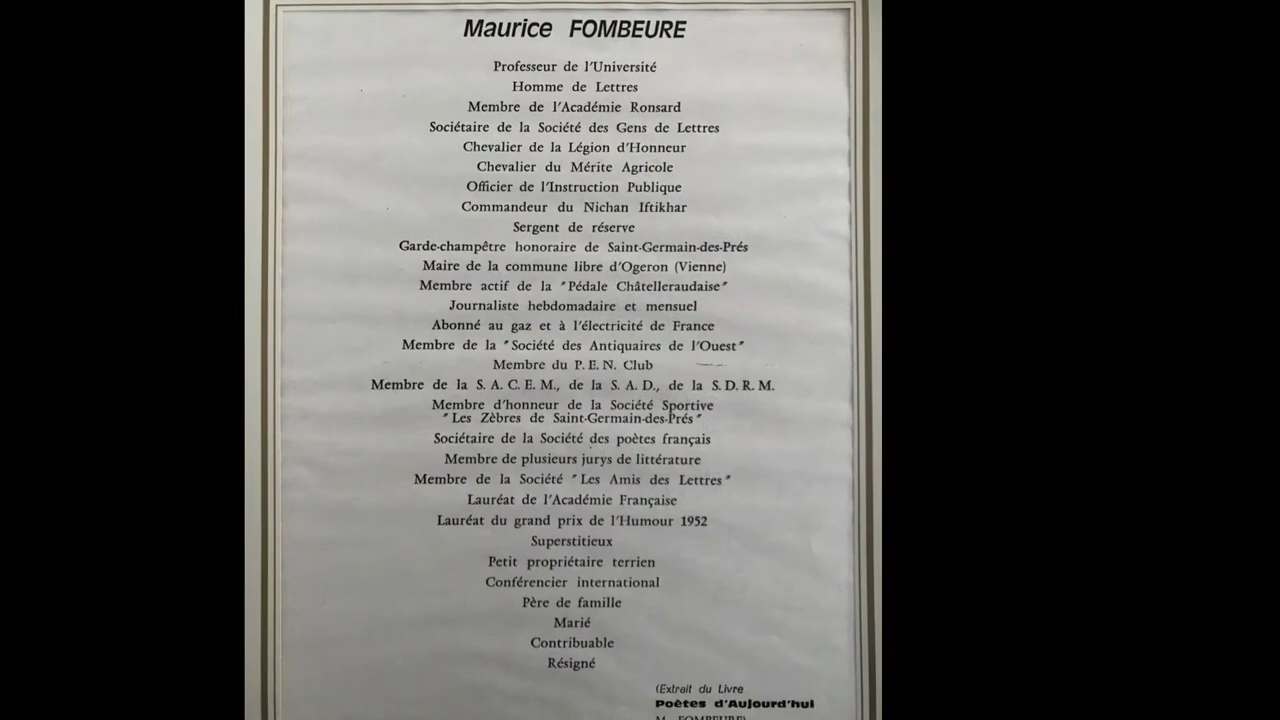 Maurice FOMBEURE
Professeur de l'Université
Homme de Lettres
Membre de l'Académie Ronsard
Sociétaire de la Société des Gens de Lettres
Chevalier de la Légion d'Honneur
Chevalier du Mérite Agricole
Officier de l'Instruction Publique
Commandeur du Nichan Iftikhar
Sergent de réserve
Garde-champêtre honoraire de Saint-Germain-des-Prés
Maire de la commune libre d'Ogeron (Vienne)
Membre actif de la "Pédale Châtelleraudaise"
Journaliste hebdomadaire et mensuel
Abonné au gaz et à l'électricité de France
Membre de la "Société des Antiquaires de l'Ouest"
Membre du P. E. N. Club
Membre de la S. A. C. E. M., de la S. A. D., de la S. D. R. M.
Membre d'honneur de la Société Sportive
"Les Zèbres de Saint-Germain-des-Prés"
Sociétaire de la Société des poètes français
Membre de plusieurs jurys de littérature
Membre de la Société "Les Amis des Lettres"
Lauréat de l'Académie Française
Lauréat du grand prix de l'Humour 1952
Superstitieux
Petit propriétaire terrien
Conférencier international
Père de famille
Marié
Contribuable
Résigné
(Extrait du Livre
Poètes d'Aujourd'hui
M. FOMBEURE)